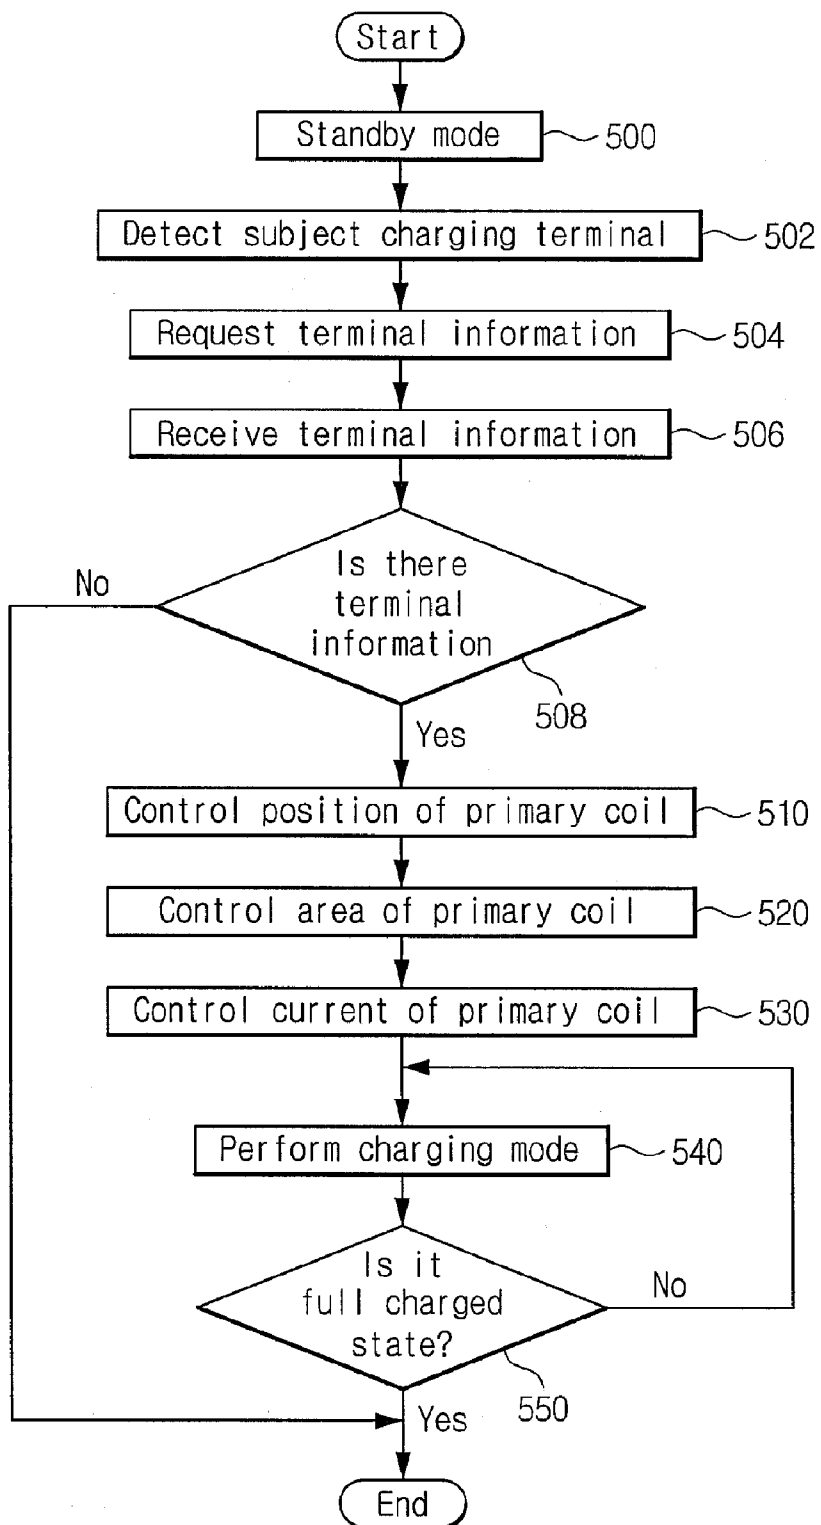 Start
Standby mode
500
Detect subject charging terminal
502
Request terminal information
504
Receive terminal information
506
Is there
terminal
information
No
508
Yes
Control position of primary coil
510
Control area of primary coil
520
Control current of primary coil
530
Perform charging mode
540
Is it
full charged
state?
No
550
Yes
End